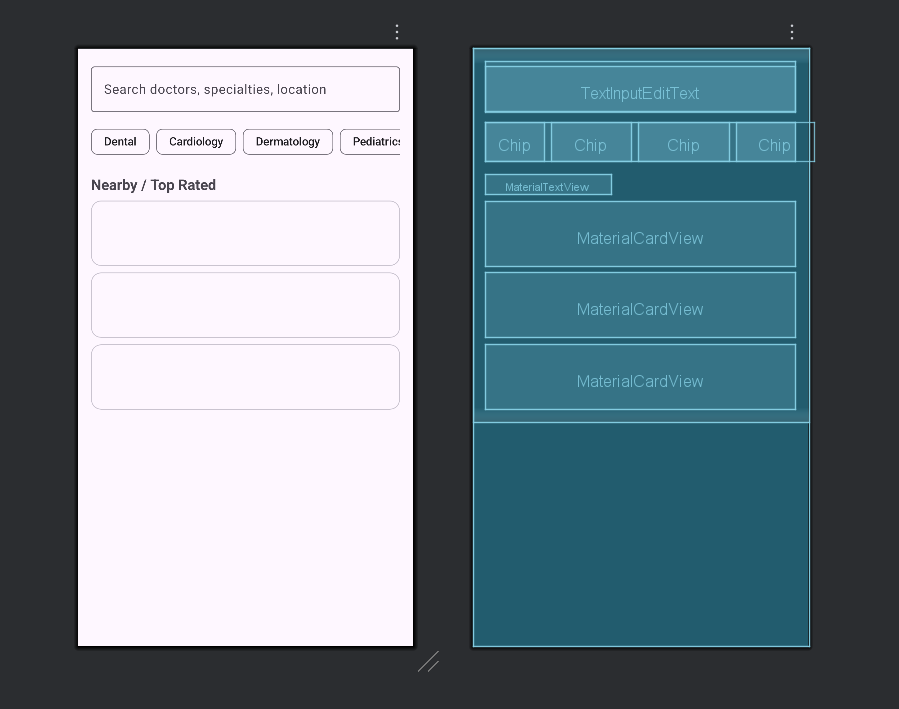 Search doctors, specialties, location
Dental Cardiology Dermatology Pediatrics
Nearby / Top Rated
TextInputEditText
Chip Chip Chip Chip
MaterialTextView
MaterialCardView
MaterialCardView
MaterialCardView